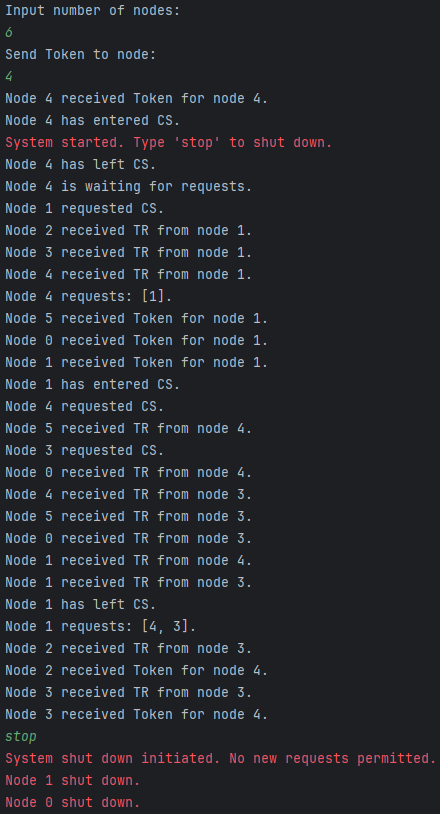 Input number of nodes:
6
Send Token to node:
4
Node 4 received Token for node 4.
Node 4 has entered CS.
System started. Type 'stop' to shut down.
Node 4 has left CS.
Node 4 is waiting for requests.
Node 1 requested CS.
Node 2 received TR from node 1.
Node 3 received TR from node 1.
Node 4 received TR from node 1.
Node 4 requests: [1].
Node 5 received Token for node 1.
Node 0 received Token for node 1.
Node 1 received Token for node 1.
Node 1 has entered CS.
Node 4 requested CS.
Node 5 received TR from node 4.
Node 3 requested CS.
Node 0 received TR from node 4.
Node 4 received TR from node 3.
Node 5 received TR from node 3.
Node 0 received TR from node 3.
Node 1 received TR from node 4.
Node 1 received TR from node 3.
Node 1 has left CS.
Node 1 requests: [4, 3].
Node 2 received TR from node 3.
Node 2 received Token for node 4.
Node 3 received TR from node 3.
Node 3 received Token for node 4.
stop
System shut down initiated. No new requests permitted.
Node 1 shut down.
Node 0 shut down.